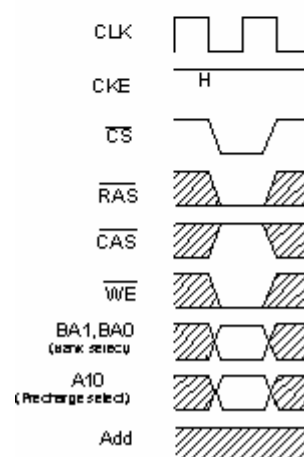 CLK
CKE
H
CS
RAS
CAS
WE
BA1,BA0
(Bank select)
A10
(Precharge select)
Add